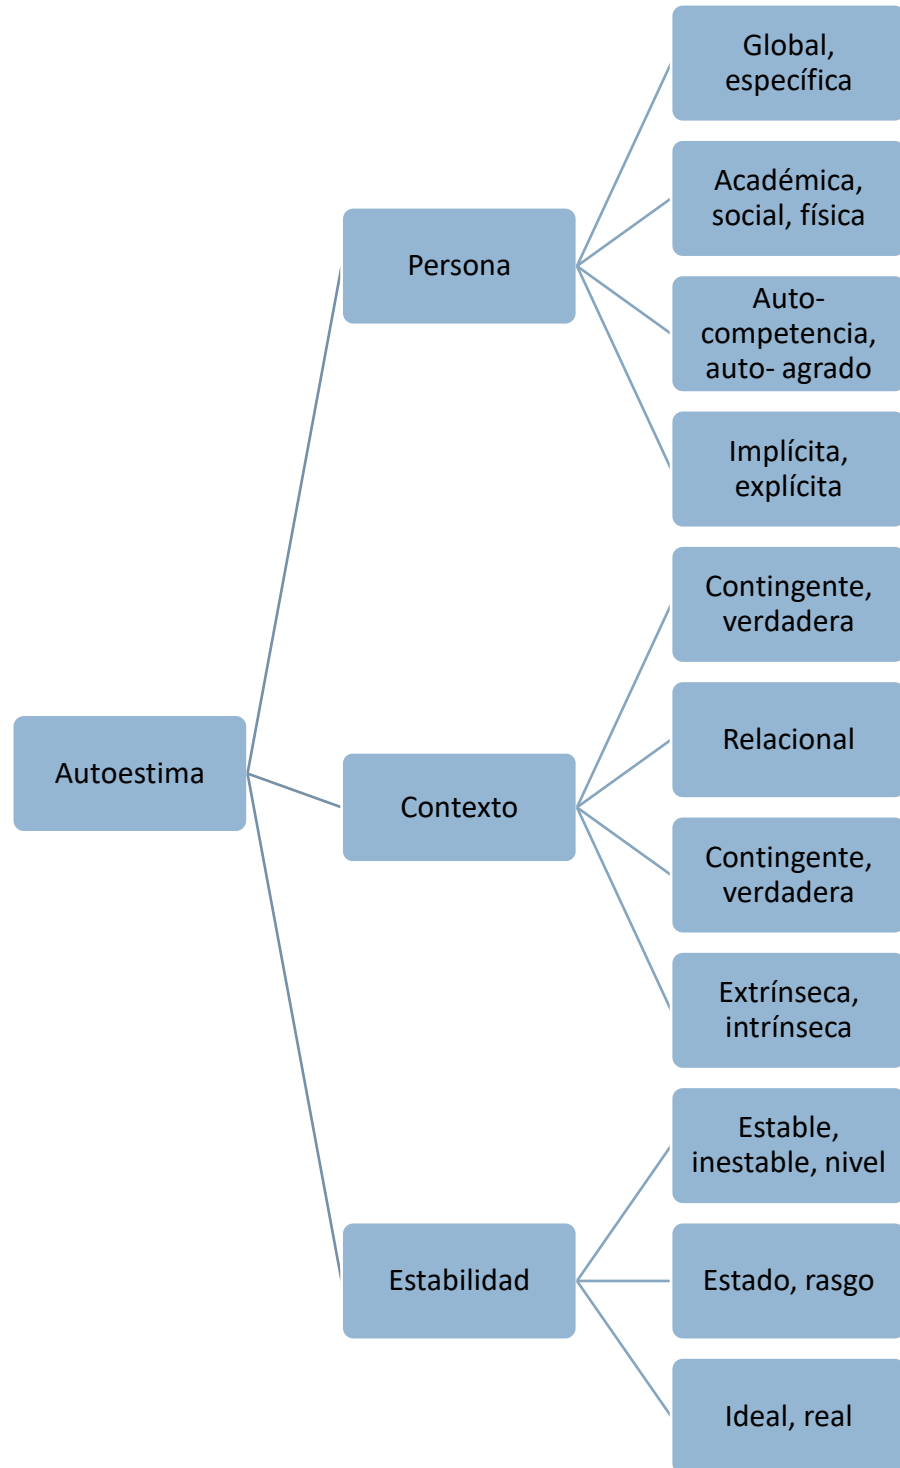 Global,
específica
Académica,
social, física
Persona
Auto-
competencia,
auto- agrado
Implícita,
explícita
Contingente,
verdadera
Relacional
Autoestima
Contexto
Contingente,
verdadera
Extrínseca,
intrínseca
Estable,
inestable, nivel
Estabilidad
Estado, rasgo
Ideal, real